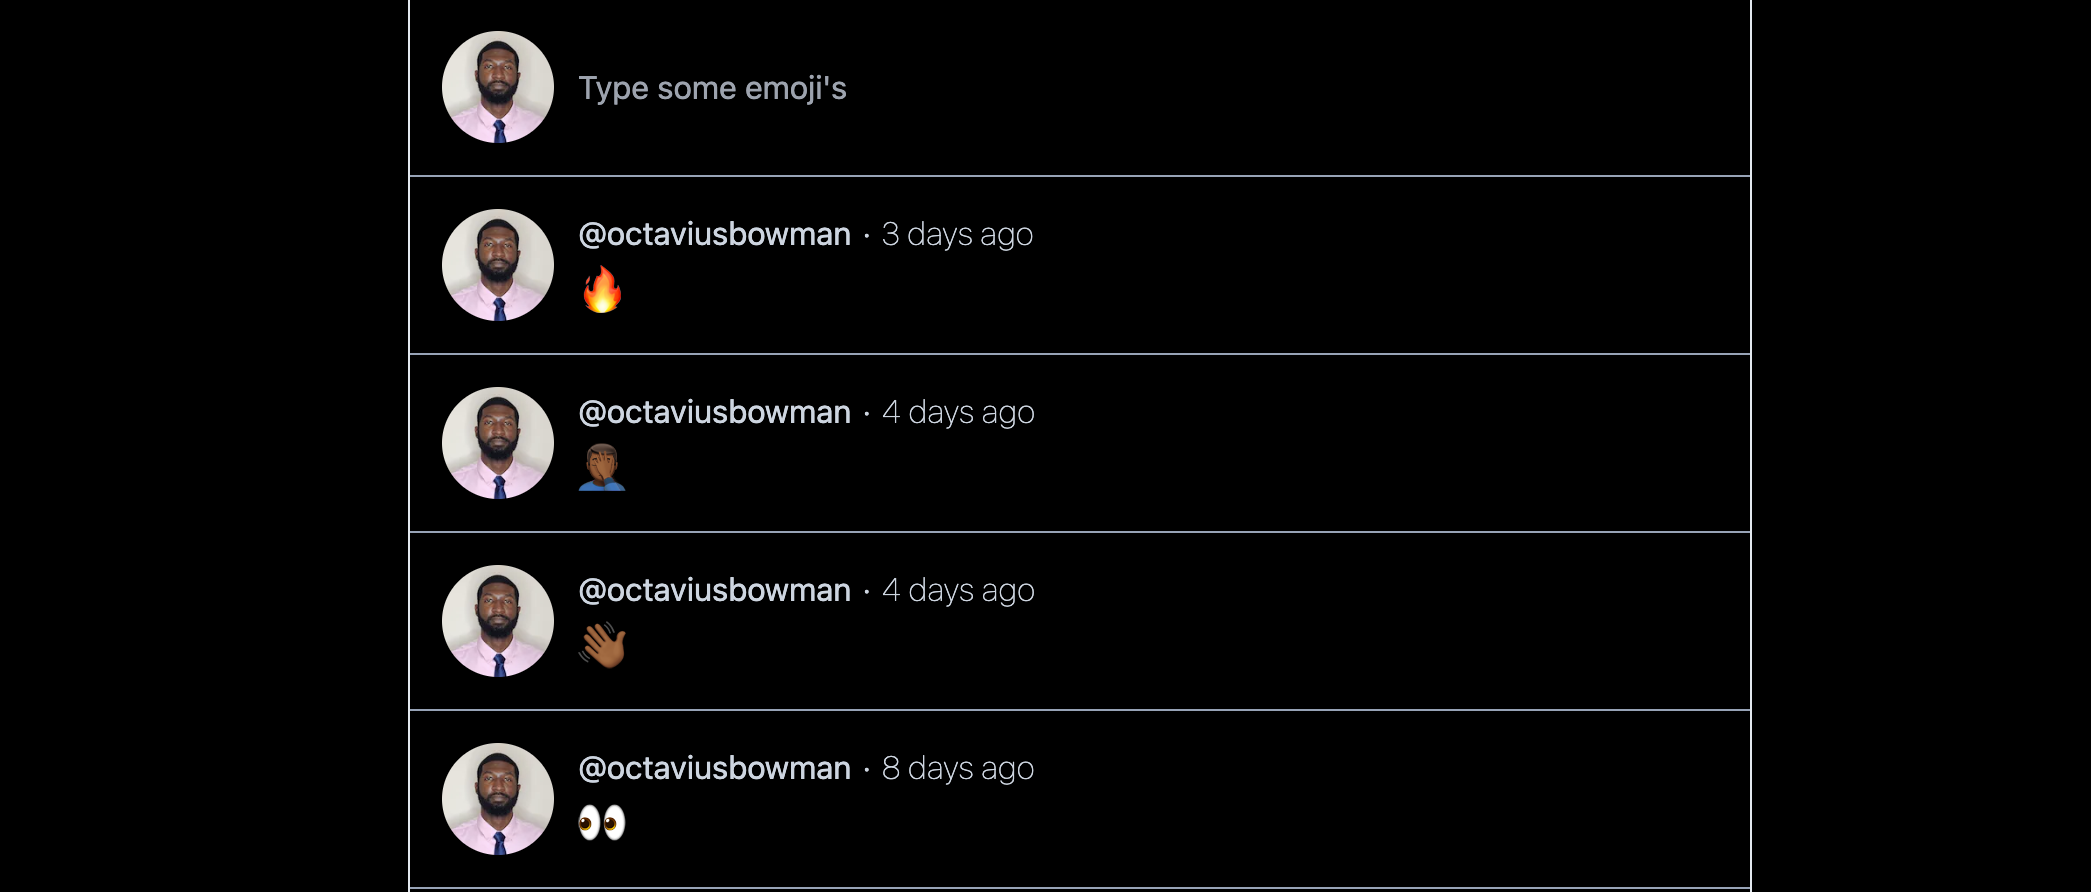 Type some emoji's
@octaviusbowman · 3 days ago
🔥
@octaviusbowman · 4 days ago
🤦🏾‍♂️
@octaviusbowman · 4 days ago
👋🏾
@octaviusbowman · 8 days ago
👀